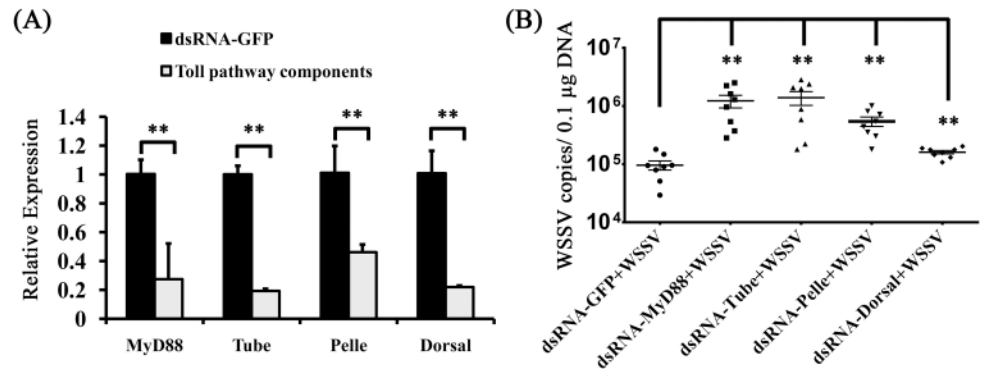 (A)
dsRNA-GFP
Toll pathway components
Relative Expression
1.4
1.2
1
0.8
0.6
0.4
0.2
0
**
**
**
**
MyD88 Tube Pelle Dorsal
(B)
WSSV copies/ 0.1 µg DNA
10⁷
10⁶
10⁵
10⁴
**
**
**
**
dsRNA-GFP+WSSV
dsRNA-MyD88+WSSV
dsRNA-Tube+WSSV
dsRNA-Pelle+WSSV
dsRNA-Dorsal+WSSV